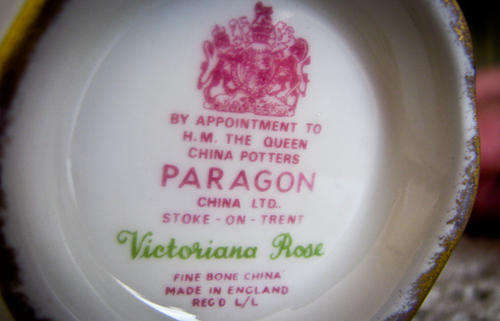 BY APPOINTMENT TO
H.M. THE QUEEN
CHINA POTTERS
PARAGON
CHINA LTD.
STOKE-ON-TRENT
Victoriana Rose
FINE BONE CHINA
MADE IN ENGLAND
REG'D L/L